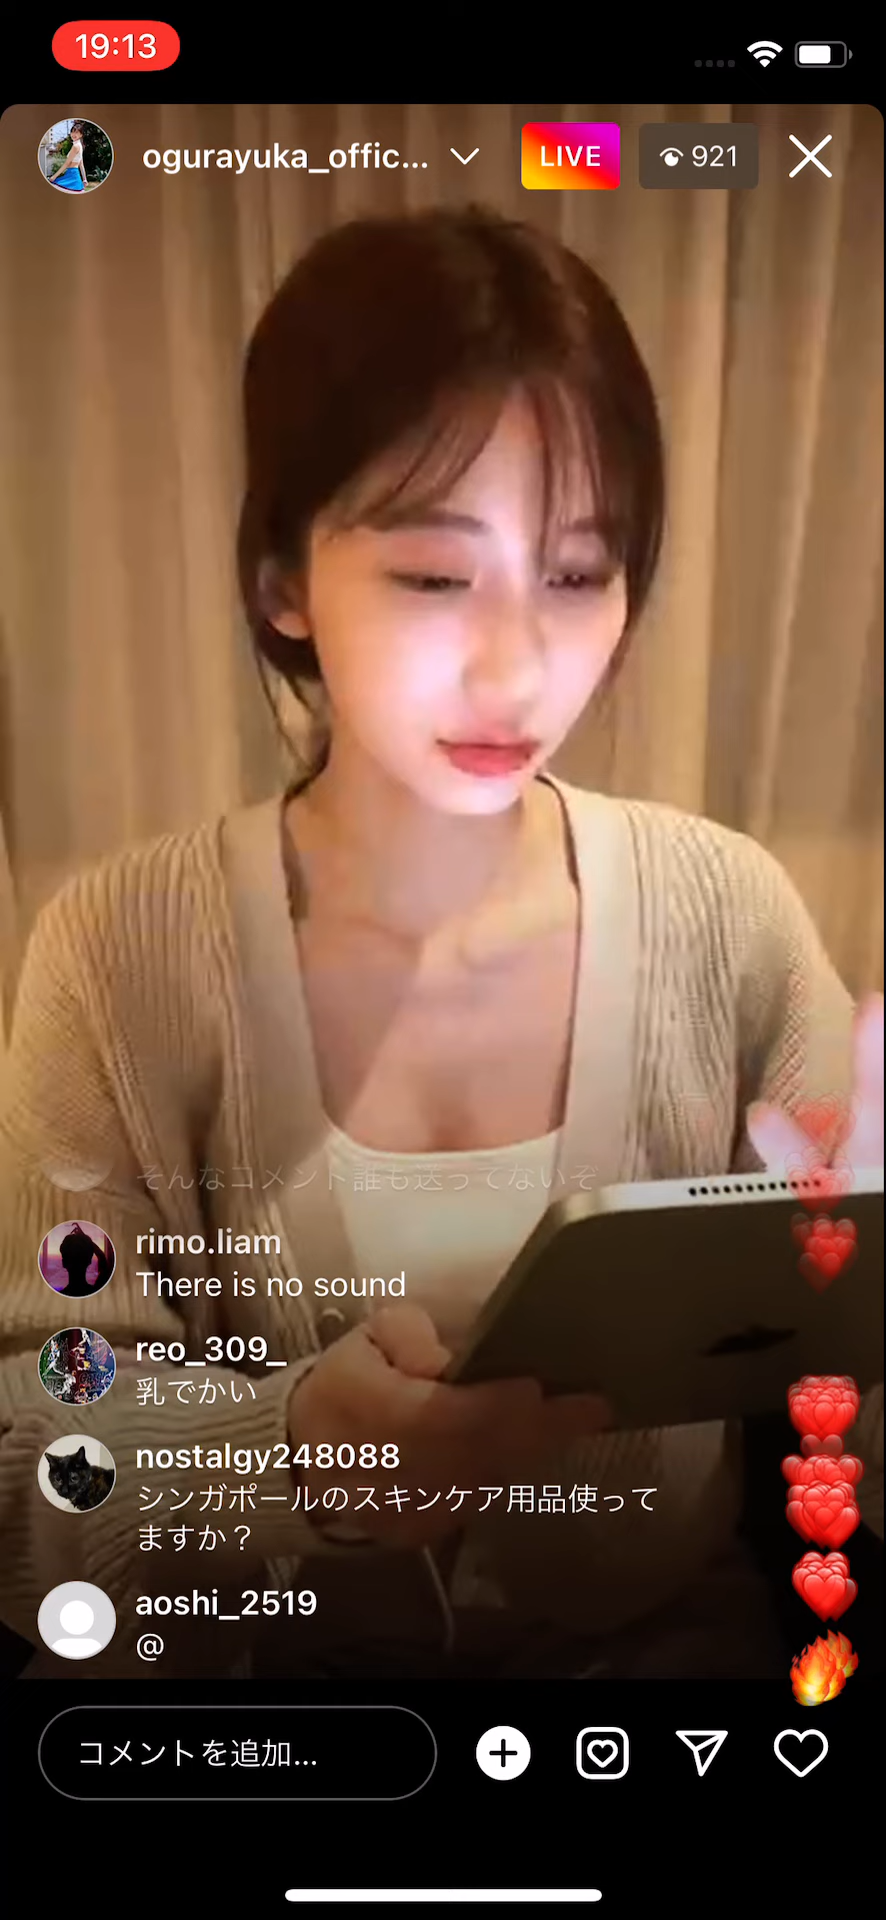 19:13
ogurayuka_offic...
LIVE
921
そんなコメント誰も送ってないぞ
rimo.liam
There is no sound
reo_309_
乳でかい
nostalgy248088
シンガポールのスキンケア用品使って
ますか？
aoshi_2519
@
コメントを追加...